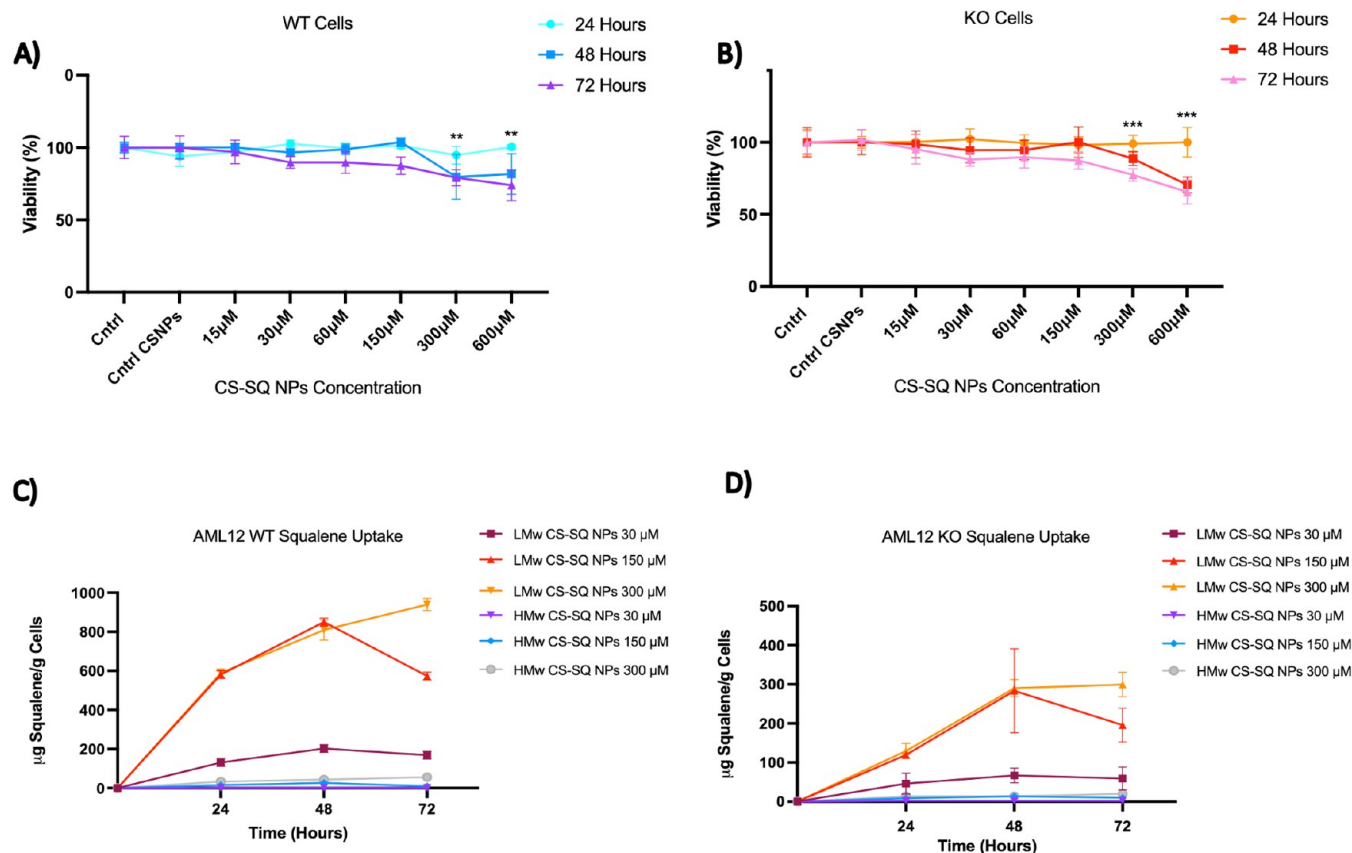 A)
WT Cells
24 Hours
48 Hours
72 Hours
Viability (%)
0
100
50
0
**
**
Cntrl
Cntrl CSNPs
15µM
30µM
60µM
150µM
300µM
600µM
CS-SQ NPs Concentration
B)
KO Cells
24 Hours
48 Hours
72 Hours
Viability (%)
100
50
0
***
***
Cntrl
Cntrl CSNPs
15µM
30µM
60µM
150µM
300µM
600µM
CS-SQ NPs Concentration
C)
AML12 WT Squalene Uptake
LMw CS-SQ NPs 30 µM
LMw CS-SQ NPs 150 µM
LMw CS-SQ NPs 300 µM
HMw CS-SQ NPs 30 µM
HMw CS-SQ NPs 150 µM
HMw CS-SQ NPs 300 µM
µg Squalene/g Cells
1000
800
600
400
200
0
24
48
72
Time (Hours)
D)
AML12 KO Squalene Uptake
LMw CS-SQ NPs 30 µM
LMw CS-SQ NPs 150 µM
LMw CS-SQ NPs 300 µM
HMw CS-SQ NPs 30 µM
HMw CS-SQ NPs 150 µM
HMw CS-SQ NPs 300 µM
µg Squalene/g Cells
500
400
300
200
100
0
24
48
72
Time (Hours)